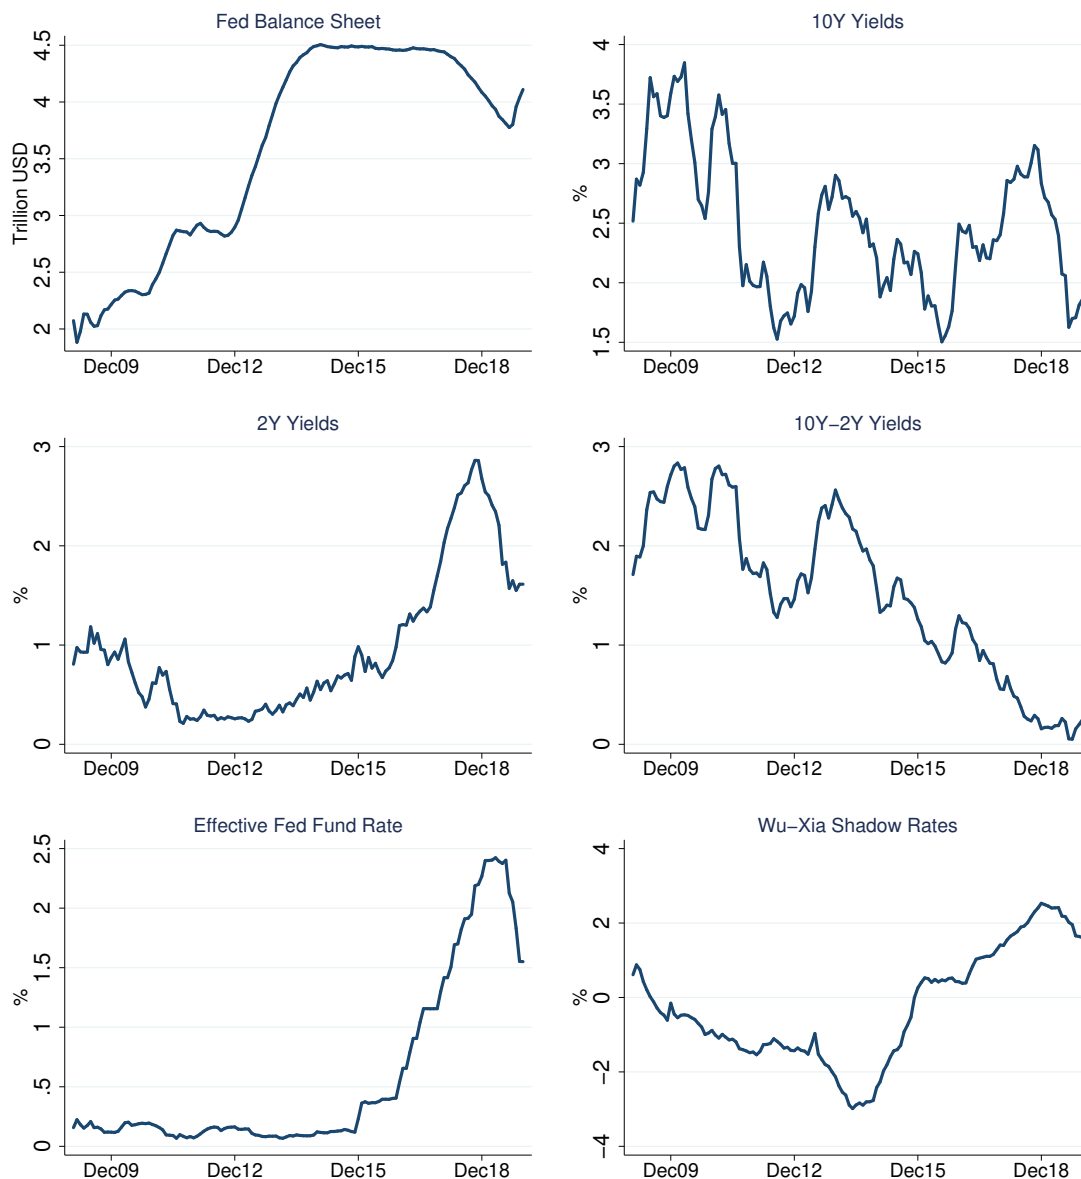 Fed Balance Sheet
Trillion USD
4.5
4
3.5
3
2.5
2
Dec09 Dec12 Dec15 Dec18
10Y Yields
%
4
3.5
3
2.5
2
1.5
Dec09 Dec12 Dec15 Dec18
2Y Yields
%
3
2
1
0
Dec09 Dec12 Dec15 Dec18
10Y−2Y Yields
%
3
2
1
0
Dec09 Dec12 Dec15 Dec18
Effective Fed Fund Rate
%
2.5
2
1.5
1
.5
0
Dec09 Dec12 Dec15 Dec18
Wu−Xia Shadow Rates
%
4
2
0
−2
−4
Dec09 Dec12 Dec15 Dec18